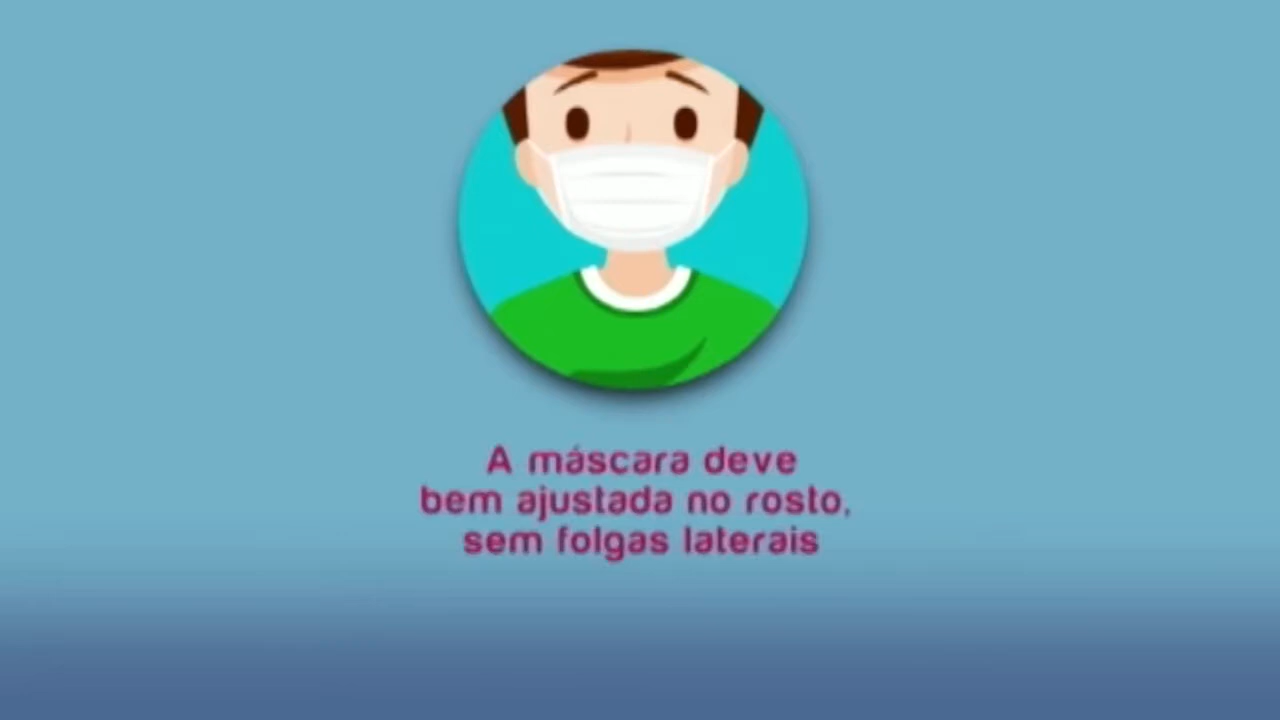 A máscara deve
bem ajustada no rosto,
sem folgas laterais